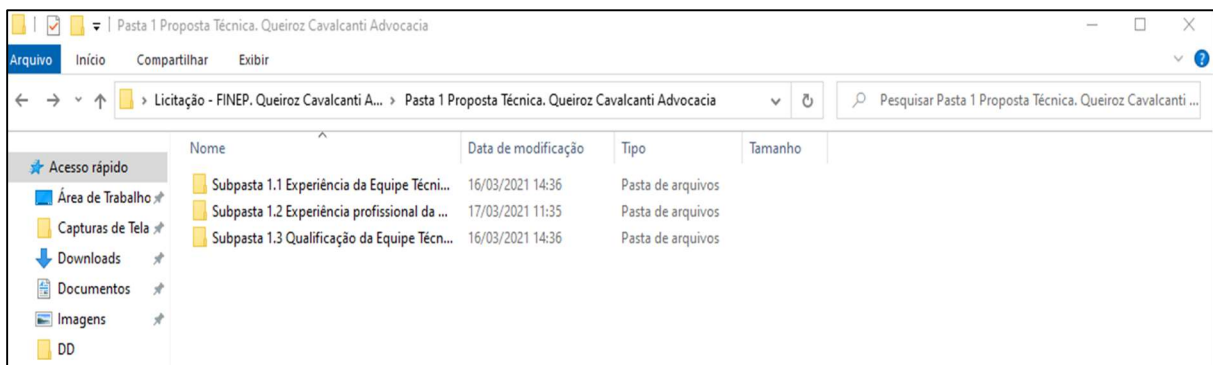 Pasta 1 Proposta Técnica. Queiroz Cavalcanti Advocacia
Arquivo Início Compartilhar Exibir
Licitação - FINEP. Queiroz Cavalcanti A... > Pasta 1 Proposta Técnica. Queiroz Cavalcanti Advocacia Pesquisar Pasta 1 Proposta Técnica. Queiroz Cavalcanti ...
Nome Data de modificação Tipo Tamanho
Acesso rápido
Subpasta 1.1 Experiência da Equipe Técni... 16/03/2021 14:36 Pasta de arquivos
Área de Trabalho
Subpasta 1.2 Experiência profissional da ... 17/03/2021 11:35 Pasta de arquivos
Capturas de Tela
Subpasta 1.3 Qualificação da Equipe Técn... 16/03/2021 14:36 Pasta de arquivos
Downloads
Documentos
Imagens
DD